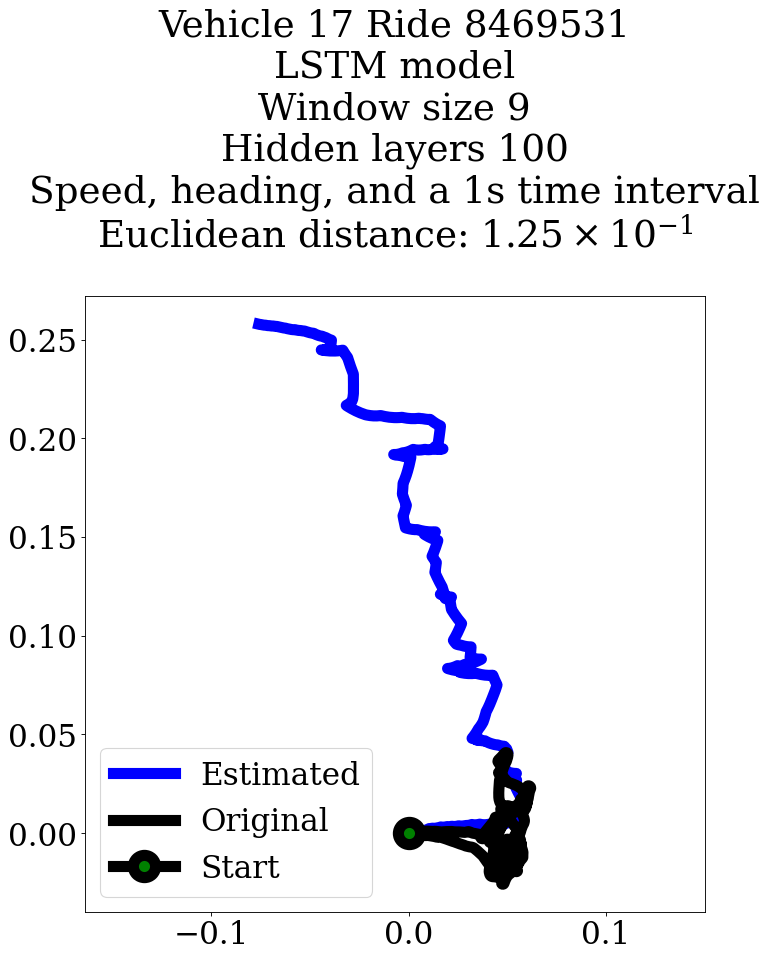 Vehicle 17 Ride 8469531
LSTM model
Window size 9
Hidden layers 100
Speed, heading, and a 1s time interval
Euclidean distance: 1.25 × 10⁻¹
0.25
0.20
0.15
0.10
0.05
0.00
Estimated
Original
Start
−0.1 0.0 0.1